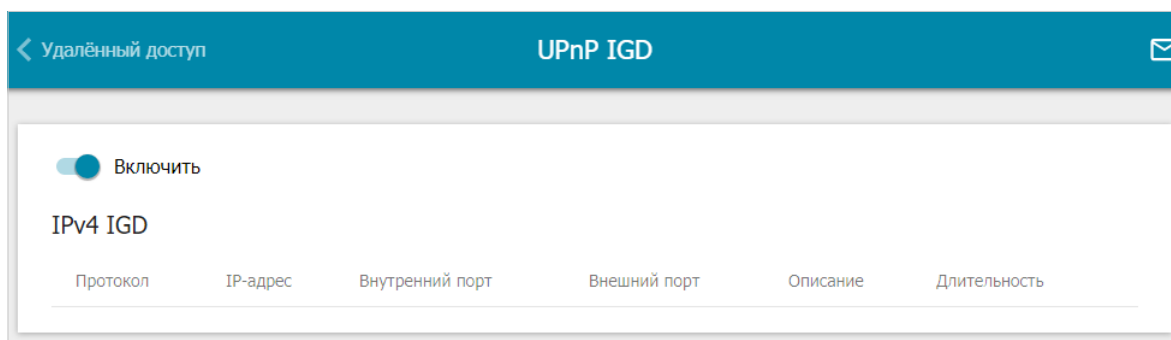 Удалённый доступ UPnP IGD
Включить
IPv4 IGD
Протокол IP-адрес Внутренний порт Внешний порт Описание Длительность